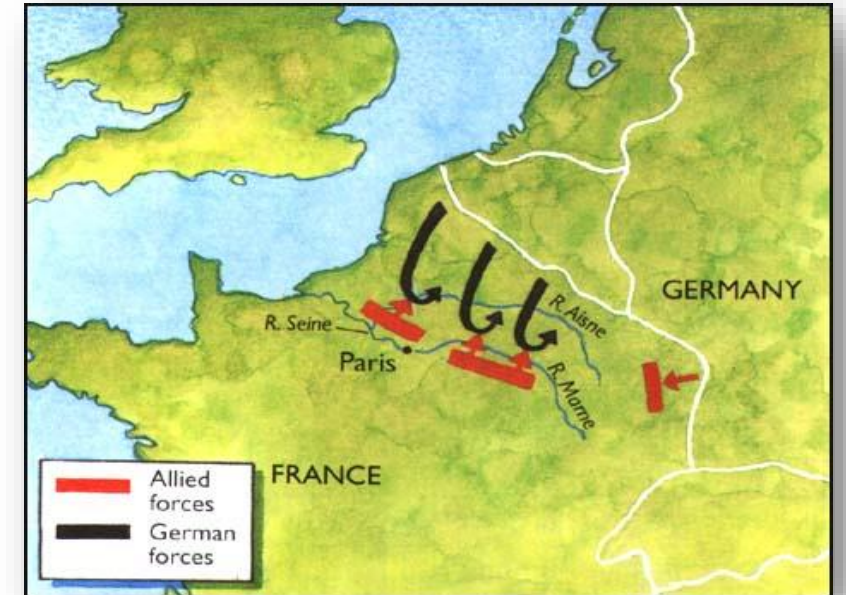 GERMANY
R. Aisne
R. Seine
Paris
R. Marne
FRANCE
Allied
forces
German
forces